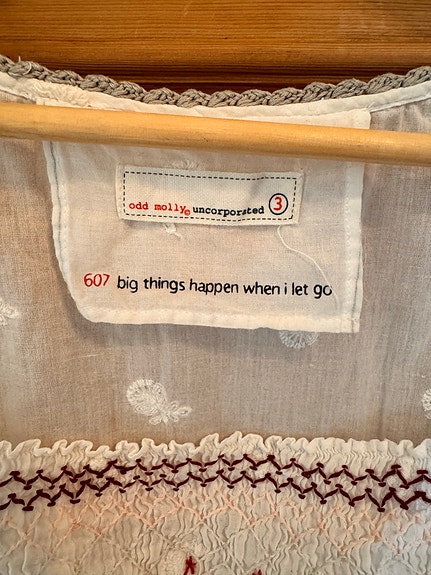 odd molly© uncorporated 3
607 big things happen when i let go